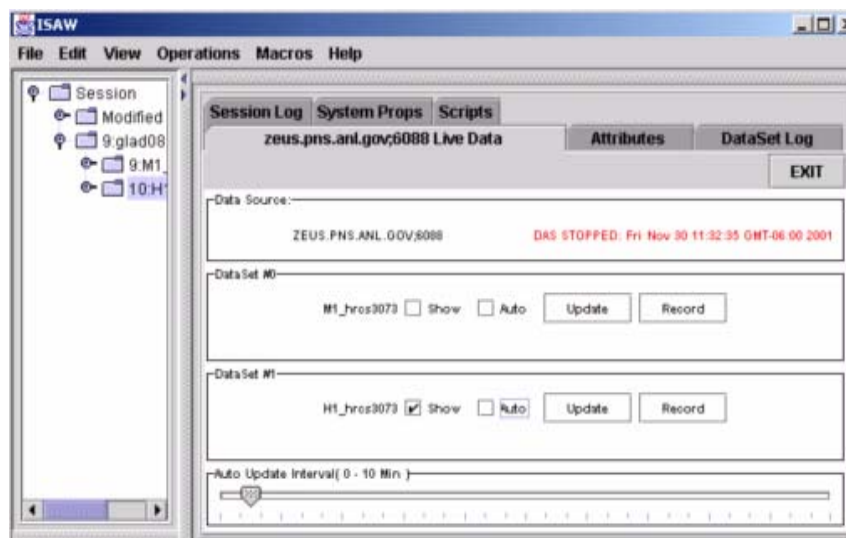 ISAW
File Edit View Operations Macros Help
Session
Modified
9:glad08
9:M1_
10:H1
Session Log System Props Scripts
zeus.pns.anl.gov;6088 Live Data Attributes DataSet Log
EXIT
Data Source:
ZEUS.PNS.ANL.GOV;6088 DAS STOPPED: Fri Nov 30 11:32:35 GMT-06:00 2001
DataSet #0
M1_hrcs3073 Show Auto Update Record
DataSet #1
H1_hrcs3073 Show Auto Update Record
Auto Update Interval( 0 - 10 Min )